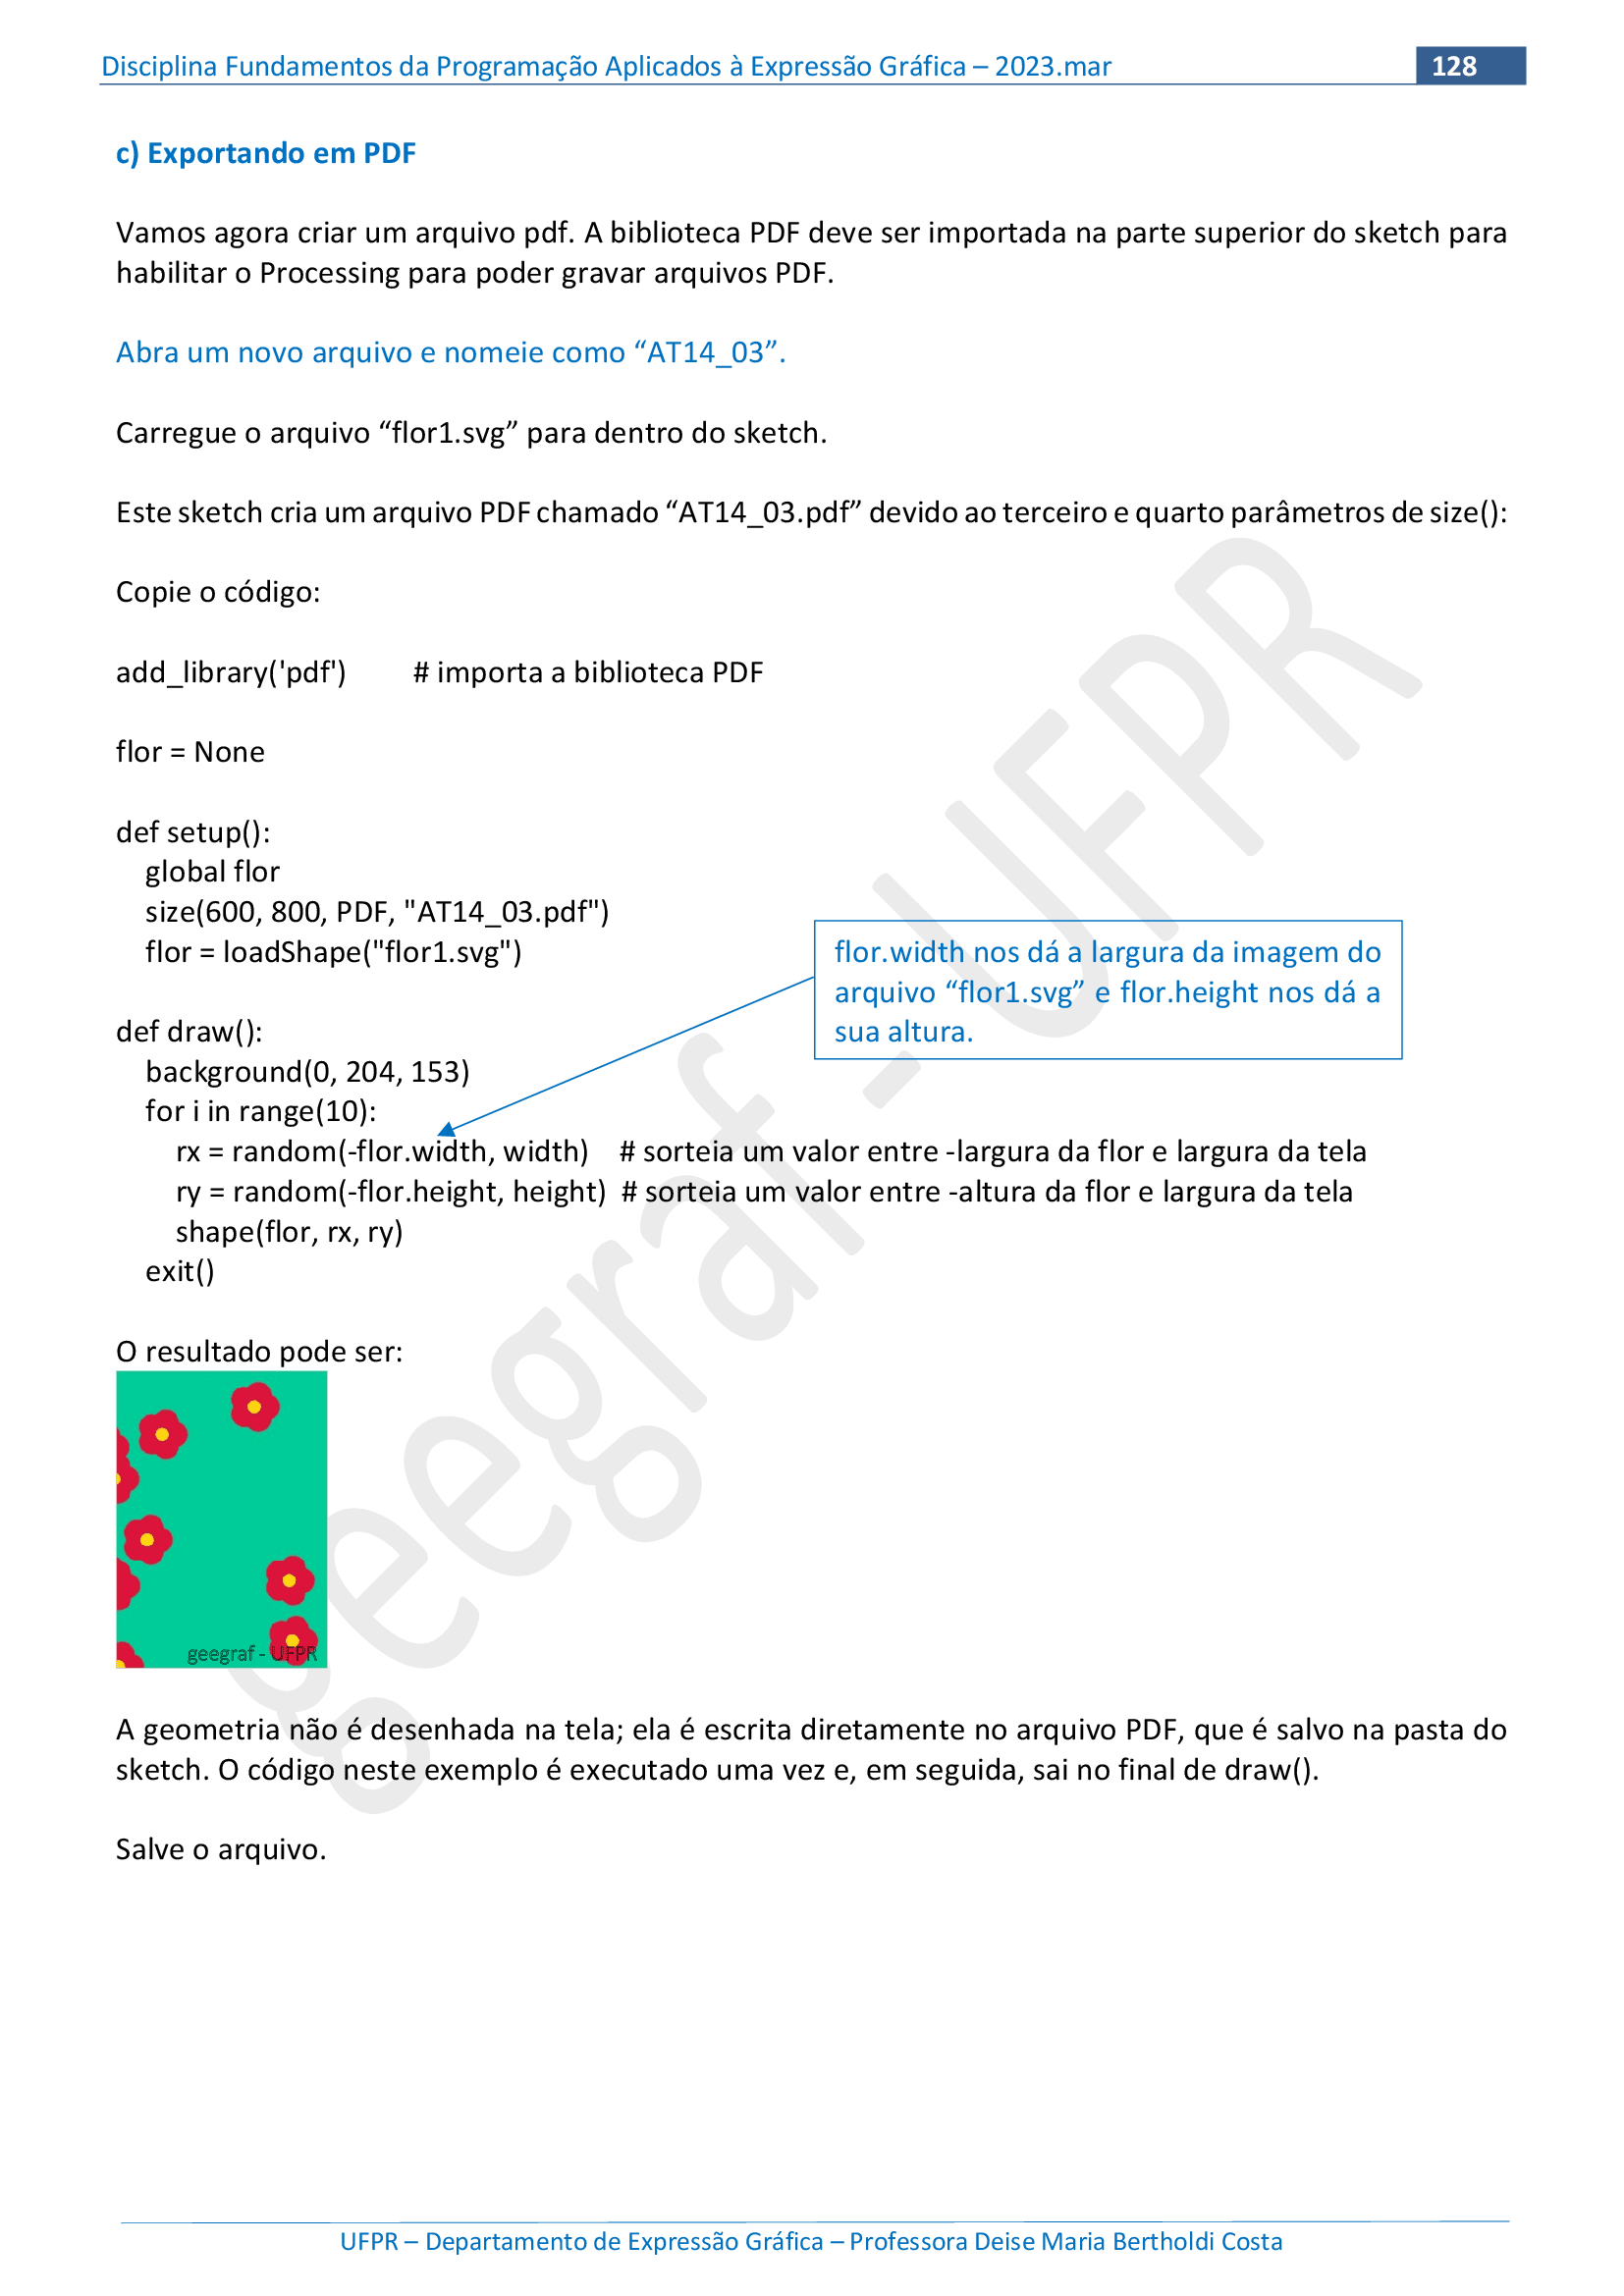 Disciplina Fundamentos da Programação Aplicados à Expressão Gráfica – 2023.mar 128
c) Exportando em PDF
Vamos agora criar um arquivo pdf. A biblioteca PDF deve ser importada na parte superior do sketch para
habilitar o Processing para poder gravar arquivos PDF.
Abra um novo arquivo e nomeie como “AT14_03”.
Carregue o arquivo “flor1.svg” para dentro do sketch.
Este sketch cria um arquivo PDF chamado “AT14_03.pdf” devido ao terceiro e quarto parâmetros de size():
Copie o código:
add_library('pdf') # importa a biblioteca PDF
flor = None
def setup():
global flor
size(600, 800, PDF, "AT14_03.pdf")
flor = loadShape("flor1.svg")
flor.width nos dá a largura da imagem do
arquivo “flor1.svg” e flor.height nos dá a
sua altura.
def draw():
background(0, 204, 153)
for i in range(10):
rx = random(-flor.width, width) # sorteia um valor entre -largura da flor e largura da tela
ry = random(-flor.height, height) # sorteia um valor entre -altura da flor e largura da tela
shape(flor, rx, ry)
exit()
O resultado pode ser:
geegraf - UFPR
A geometria não é desenhada na tela; ela é escrita diretamente no arquivo PDF, que é salvo na pasta do
sketch. O código neste exemplo é executado uma vez e, em seguida, sai no final de draw().
Salve o arquivo.
geegraf - UFPR
UFPR – Departamento de Expressão Gráfica – Professora Deise Maria Bertholdi Costa